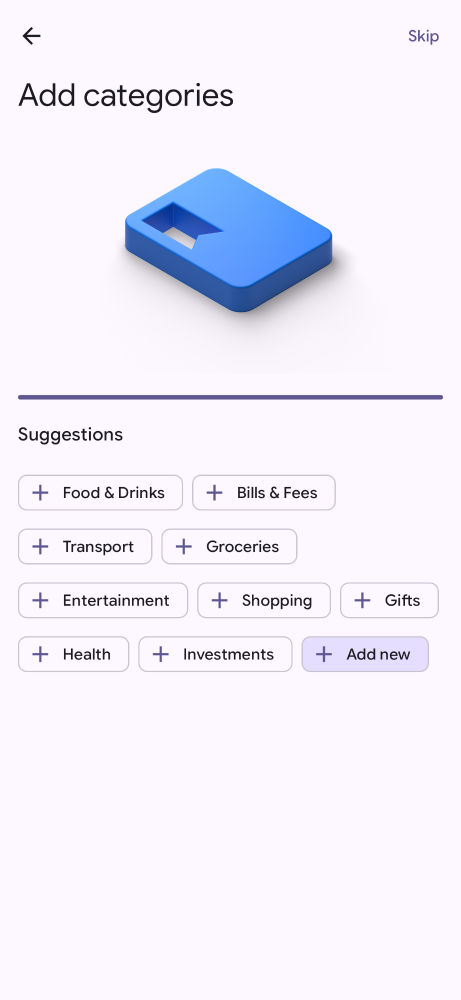 Skip
Add categories
Suggestions
Food & Drinks
Bills & Fees
Transport
Groceries
Entertainment
Shopping
Gifts
Health
Investments
Add new